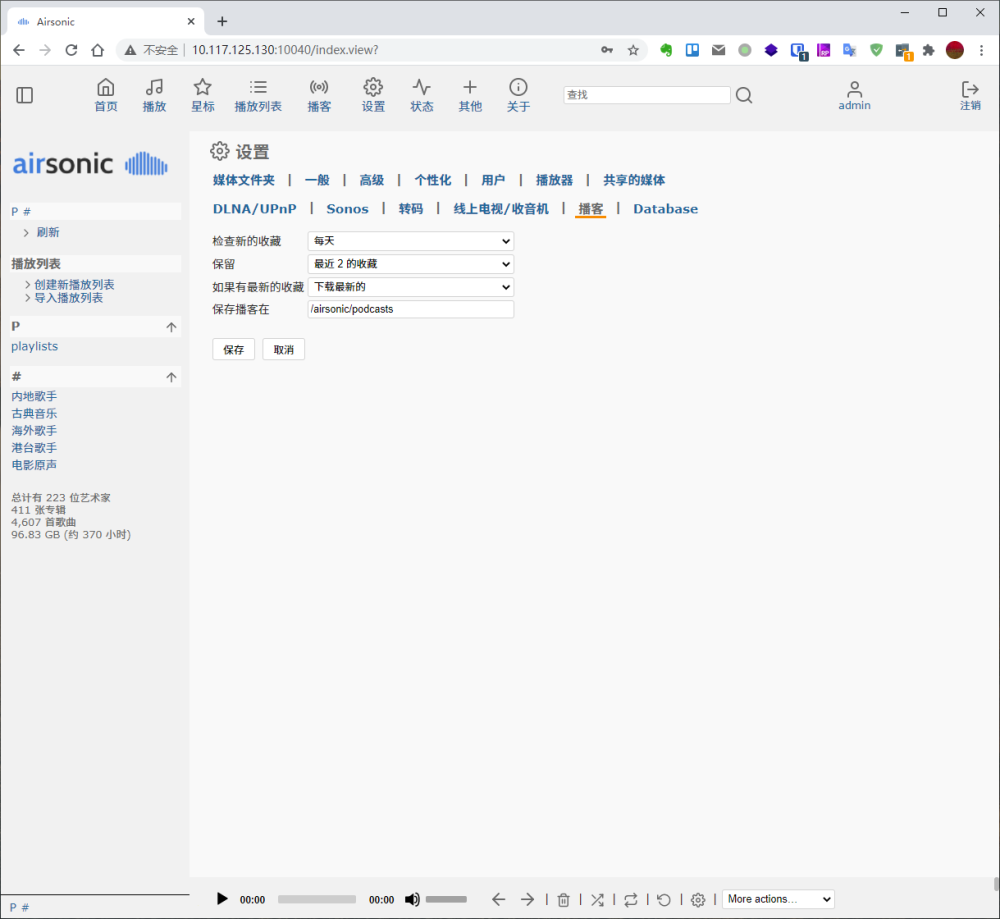 Airsonic
不安全 | 10.117.125.130:10040/index.view?
1
1
首页 播放 星标 播放列表 播客 设置 状态 其他 关于 查找 admin 注销
airsonic
P #
刷新
播放列表
创建新播放列表
导入播放列表
P
playlists
#
内地歌手
古典音乐
海外歌手
港台歌手
电影原声
总计有 223 位艺术家
411 张专辑
4,607 首歌曲
96.83 GB (约 370 小时)
P #
设置
媒体文件夹 | 一般 | 高级 | 个性化 | 用户 | 播放器 | 共享的媒体
DLNA/UPnP | Sonos | 转码 | 线上电视/收音机 | 播客 | Database
检查新的收藏 每天
保留 最近 2 的收藏
如果有最新的收藏 下载最新的
保存播客在 /airsonic/podcasts
保存 取消
00:00 00:00 | | | | | | More actions...